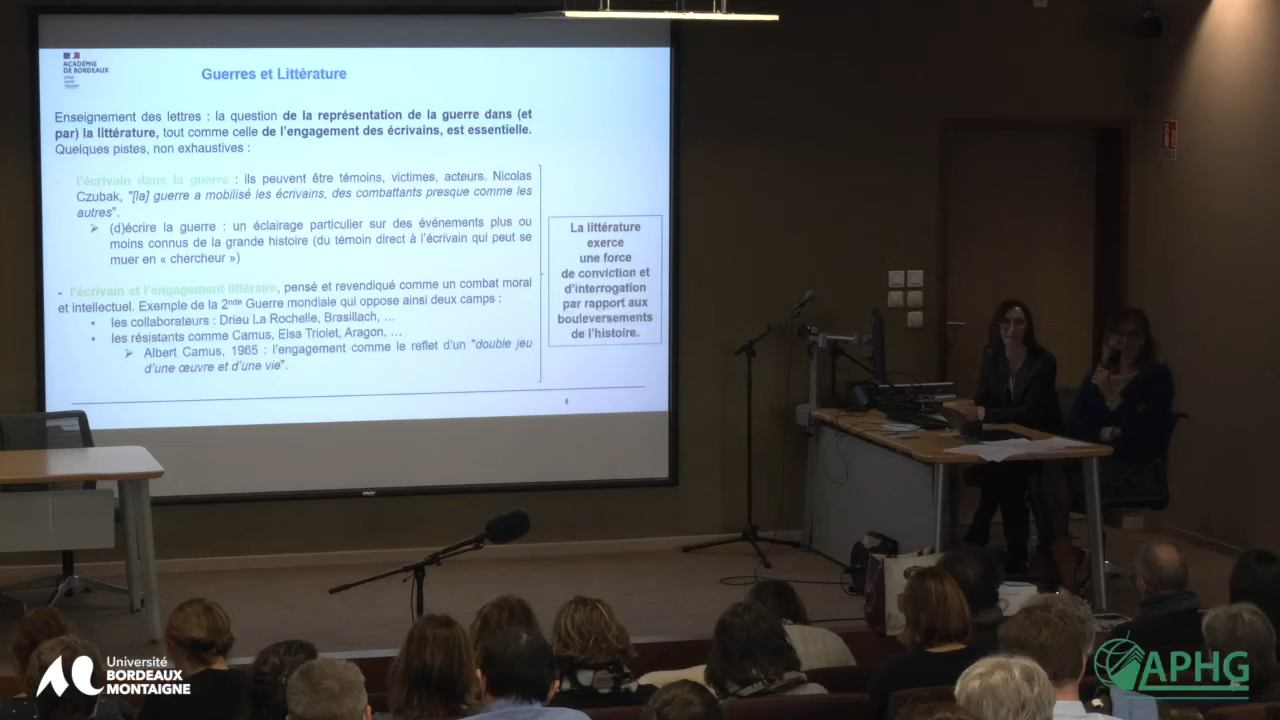 ACADÉMIE
DE BORDEAUX
Guerres et Littérature
Enseignement des lettres : la question de la représentation de la guerre dans (et
par) la littérature, tout comme celle de l'engagement des écrivains, est essentielle.
Quelques pistes, non exhaustives :
- l'écrivain dans la guerre : ils peuvent être témoins, victimes, acteurs. Nicolas
Czubak, "[la] guerre a mobilisé les écrivains, des combattants presque comme les
autres".
➢ (d)écrire la guerre : un éclairage particulier sur des événements plus ou
moins connus de la grande histoire (du témoin direct à l'écrivain qui peut se
muer en « chercheur »)
- l'écrivain et l'engagement littéraire, pensé et revendiqué comme un combat moral
et intellectuel. Exemple de la 2nde Guerre mondiale qui oppose ainsi deux camps :
• les collaborateurs : Drieu La Rochelle, Brasillach, ...
• les résistants comme Camus, Elsa Triolet, Aragon, ...
➢ Albert Camus, 1965 : l'engagement comme le reflet d'un "double jeu
d'une œuvre et d'une vie".
La littérature
exerce
une force
de conviction et
d'interrogation
par rapport aux
bouleversements
de l'histoire.
8
Université
BORDEAUX
MONTAIGNE
APHG